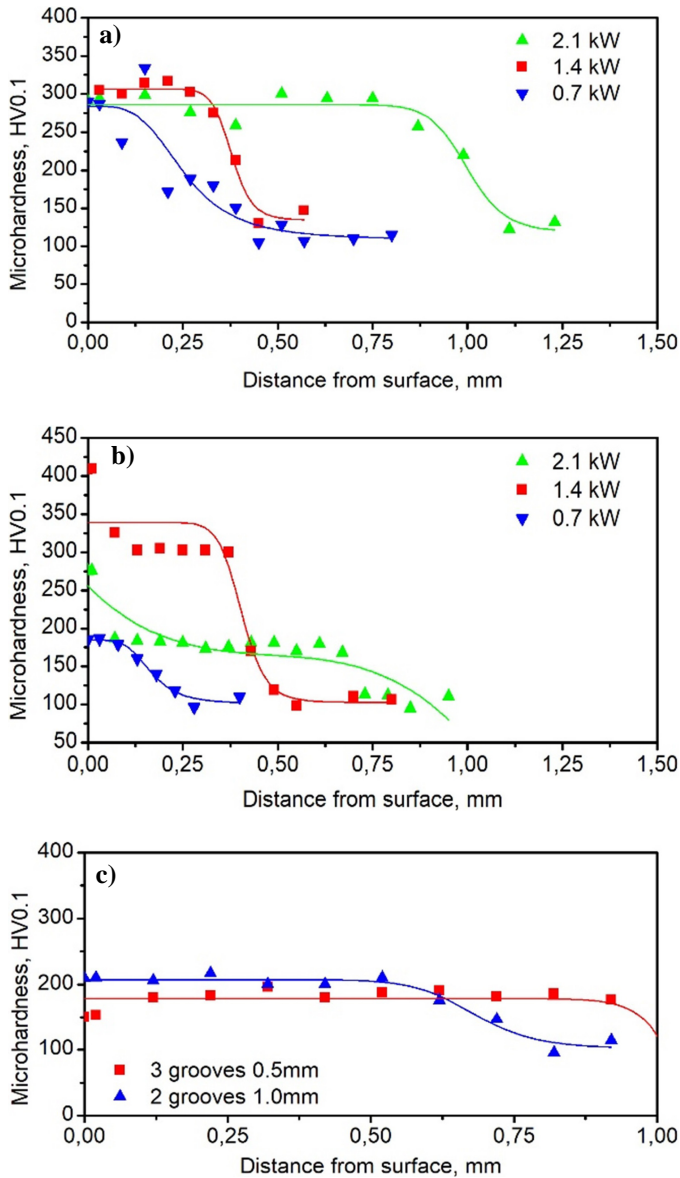 a)
2.1 kW
1.4 kW
0.7 kW
400
350
300
250
200
150
100
50
0
Microhardness, HV0.1
0,00 0,25 0,50 0,75 1,00 1,25 1,50
Distance from surface, mm
b)
2.1 kW
1.4 kW
0.7 kW
450
400
350
300
250
200
150
100
50
Microhardness, HV0.1
0,00 0,25 0,50 0,75 1,00 1,25 1,50
Distance from surface, mm
c)
400
300
200
100
0
Microhardness, HV0.1
3 grooves 0.5mm
2 grooves 1.0mm
0,00 0,25 0,50 0,75 1,00
Distance from surface, mm